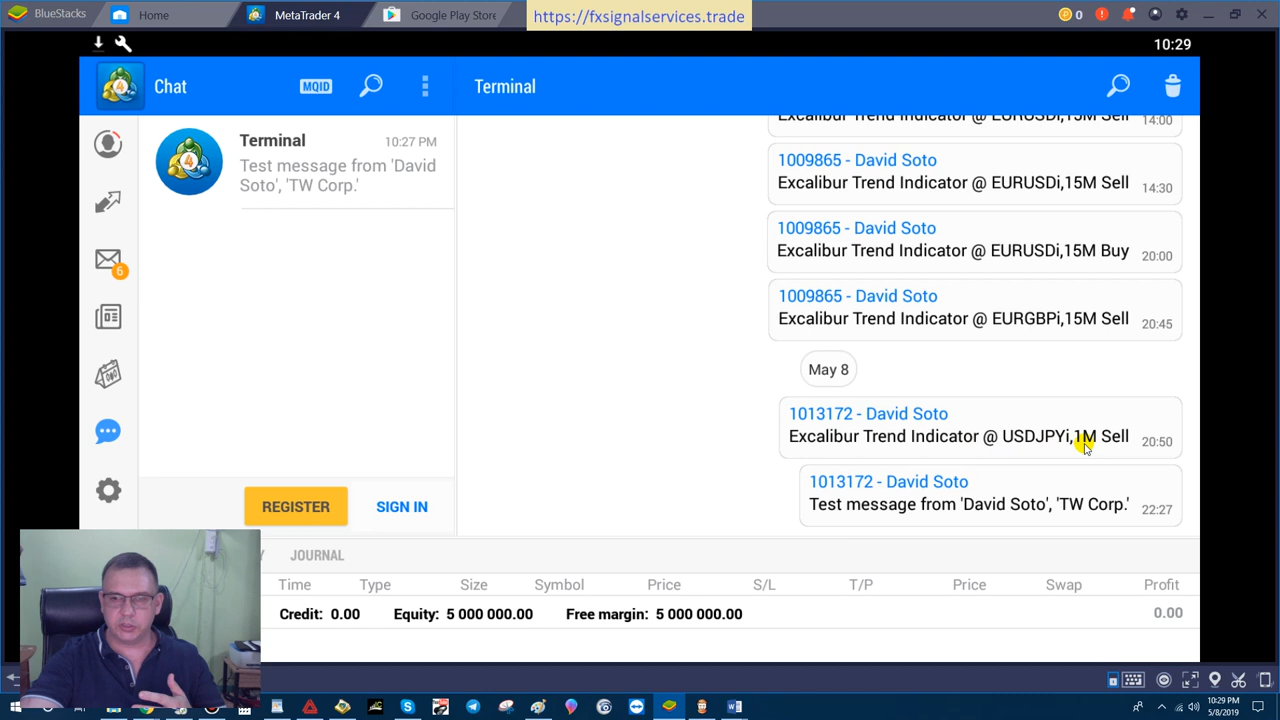 BlueStacks
Home
MetaTrader 4
Google Play Store
https://fxsignalservices.trade
0
10:29
Chat
MQID
Terminal
Terminal
10:27 PM
Test message from 'David
Soto', 'TW Corp.'
6
REGISTER
SIGN IN
Excalibur Trend Indicator @ EURUSDi,15M Sell
14:00
1009865 - David Soto
Excalibur Trend Indicator @ EURUSDi,15M Sell
14:30
1009865 - David Soto
Excalibur Trend Indicator @ EURUSDi,15M Buy
20:00
1009865 - David Soto
Excalibur Trend Indicator @ EURGBPi,15M Sell
20:45
May 8
1013172 - David Soto
Excalibur Trend Indicator @ USDJPYi,1M Sell
20:50
1013172 - David Soto
Test message from 'David Soto', 'TW Corp.'
22:27
JOURNAL
Time Type Size Symbol Price S/L T/P Price Swap Profit
Credit: 0.00 Equity: 5 000 000.00 Free margin: 5 000 000.00 0.00
10:29 PM
5/8/2019